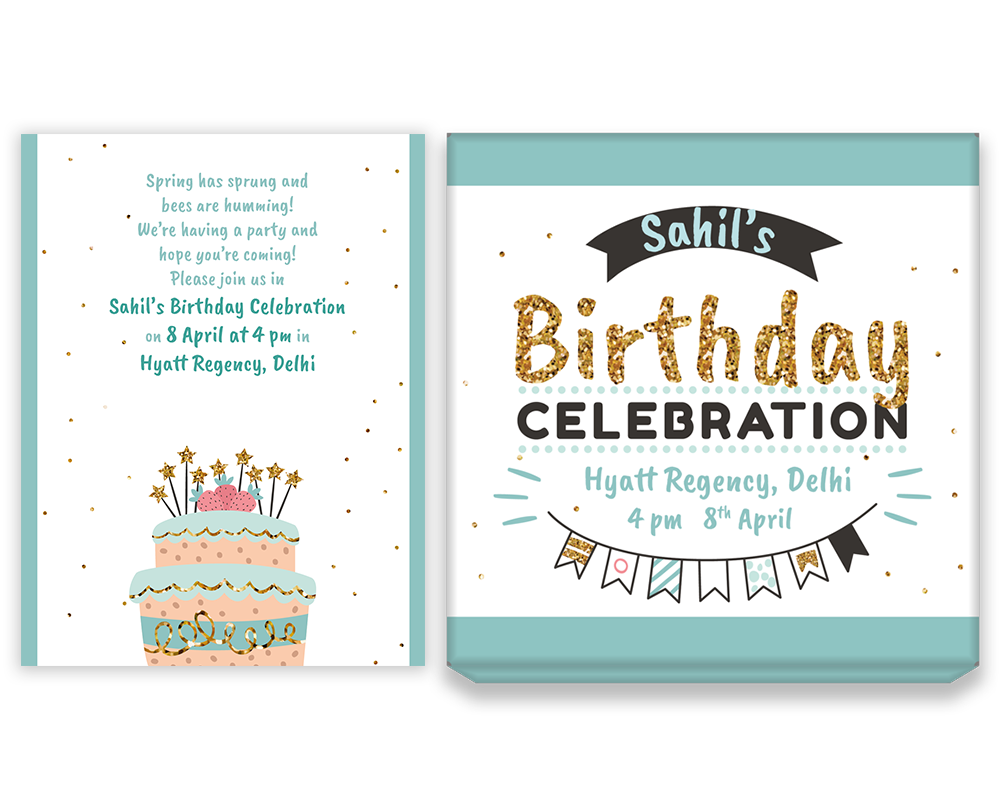 Spring has sprung and
bees are humming!
We're having a party and
hope you're coming!
Please join us in
Sahil's Birthday Celebration
on 8 April at 4 pm in
Hyatt Regency, Delhi
Sahil's
Birthday
CELEBRATION
Hyatt Regency, Delhi
4 pm 8th April